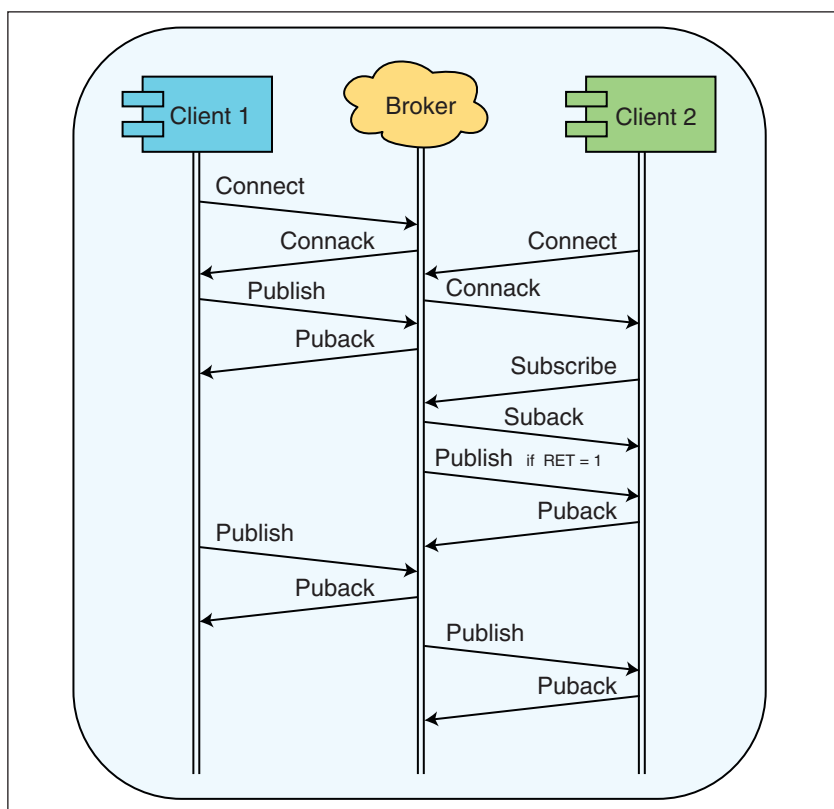 Client 1
Broker
Client 2
Connect
Connack
Connect
Publish
Connack
Puback
Subscribe
Suback
Publish if RET = 1
Puback
Publish
Puback
Publish
Puback